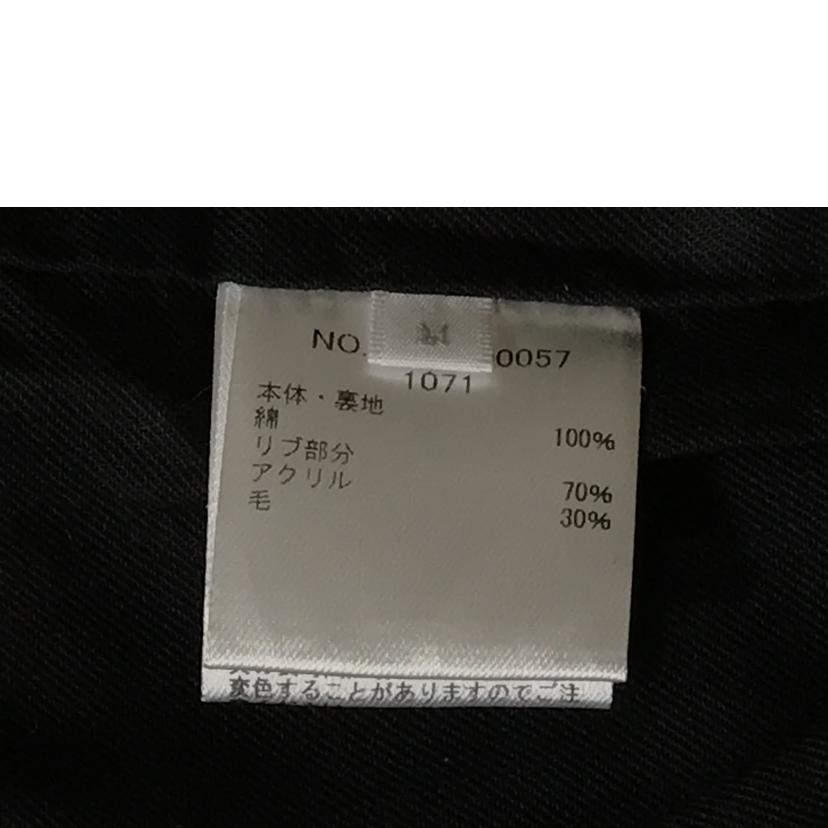 NO. 0057
1071
本体・裏地
綿 100%
リブ部分
アクリル 70%
毛 30%
変色することがありますのでご注